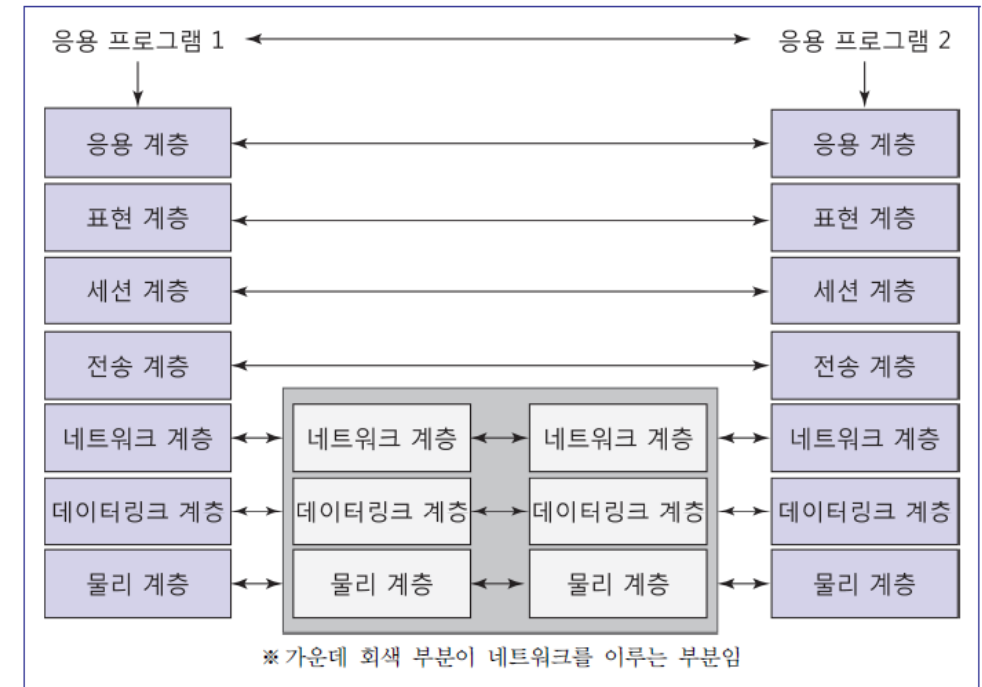 응용 프로그램 1 응용 프로그램 2
응용 계층 응용 계층
표현 계층 표현 계층
세션 계층 세션 계층
전송 계층 전송 계층
네트워크 계층 네트워크 계층 네트워크 계층 네트워크 계층
데이터링크 계층 데이터링크 계층 데이터링크 계층 데이터링크 계층
물리 계층 물리 계층 물리 계층 물리 계층
※ 가운데 회색 부분이 네트워크를 이루는 부분임